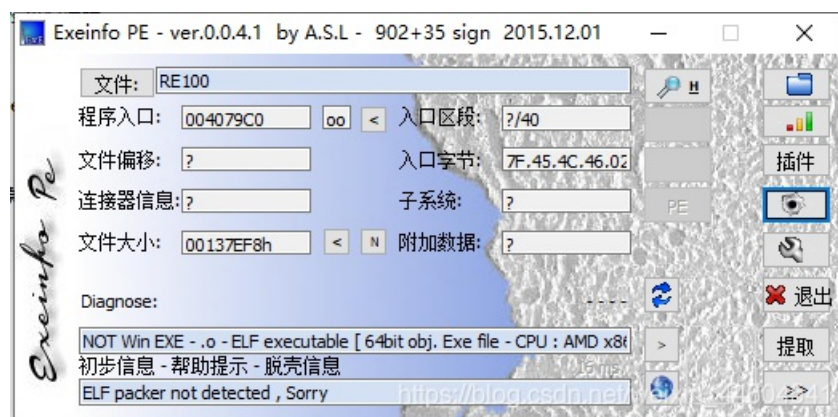 Exeinfo PE - ver.0.0.4.1 by A.S.L - 902+35 sign 2015.12.01
文件: RE100 H
程序入口: 004079C0 oo < 入口区段: ?/40
文件偏移: ? 入口字节: 7F.45.4C.46.02 插件
连接器信息: ? 子系统: ? PE
文件大小: 00137EF8h < N 附加数据: ?
Exeinfo Pe
Diagnose: ---- 退出
NOT Win EXE - .o - ELF executable [ 64bit obj. Exe file - CPU : AMD x86 > 提取
初步信息 - 帮助提示 - 脱壳信息
ELF packer not detected , Sorry >>
https://blog.csdn.net/